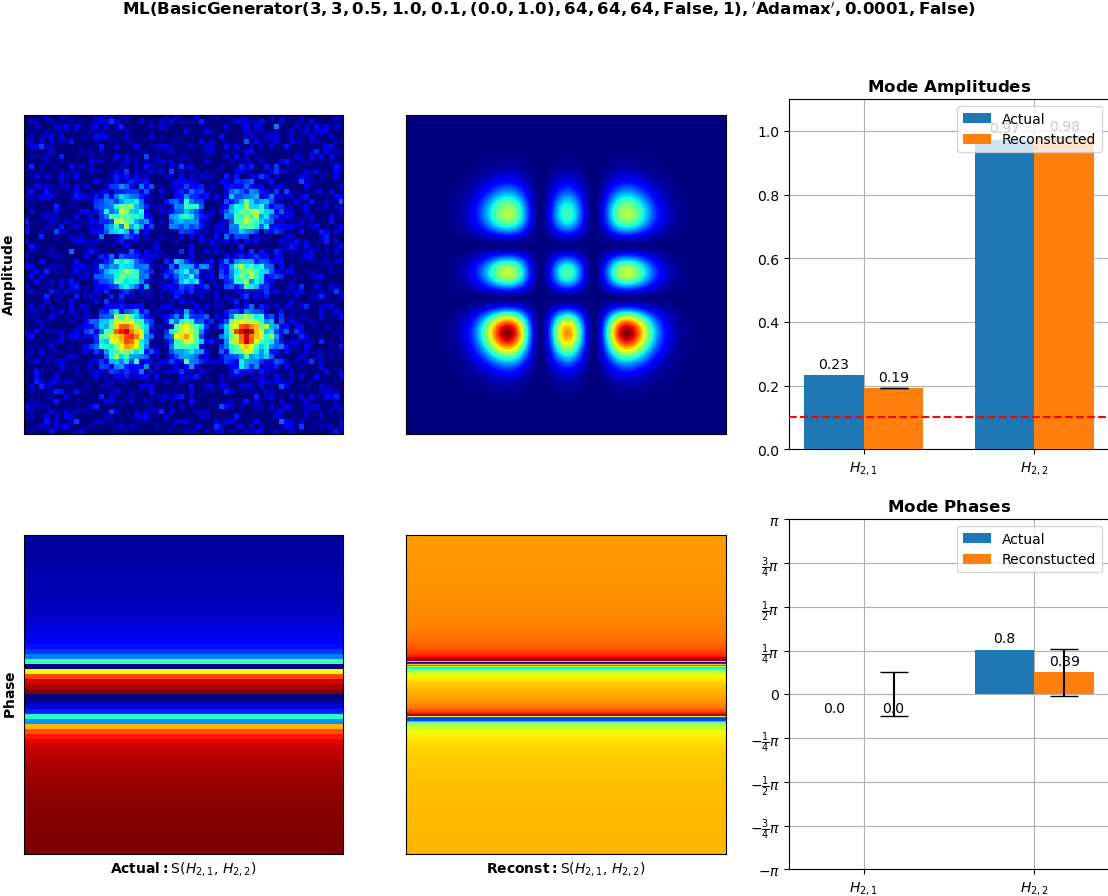 ML(BasicGenerator(3, 3, 0.5, 1.0, 0.1, (0.0, 1.0), 64, 64, 64, False, 1), ′Adamax′, 0.0001, False)
Amplitude
Mode Amplitudes
Actual
Reconstucted
1.0
0.8
0.6
0.4
0.2
0.0
0.23
0.19
0.97
0.98
H2, 1
H2, 2
Phase
Actual: S(H2, 1, H2, 2)
Reconst: S(H2, 1, H2, 2)
Mode Phases
Actual
Reconstucted
π
3/4π
1/2π
1/4π
0
−1/4π
−1/2π
−3/4π
−π
0.0
0.0
0.8
0.39
H2, 1
H2, 2